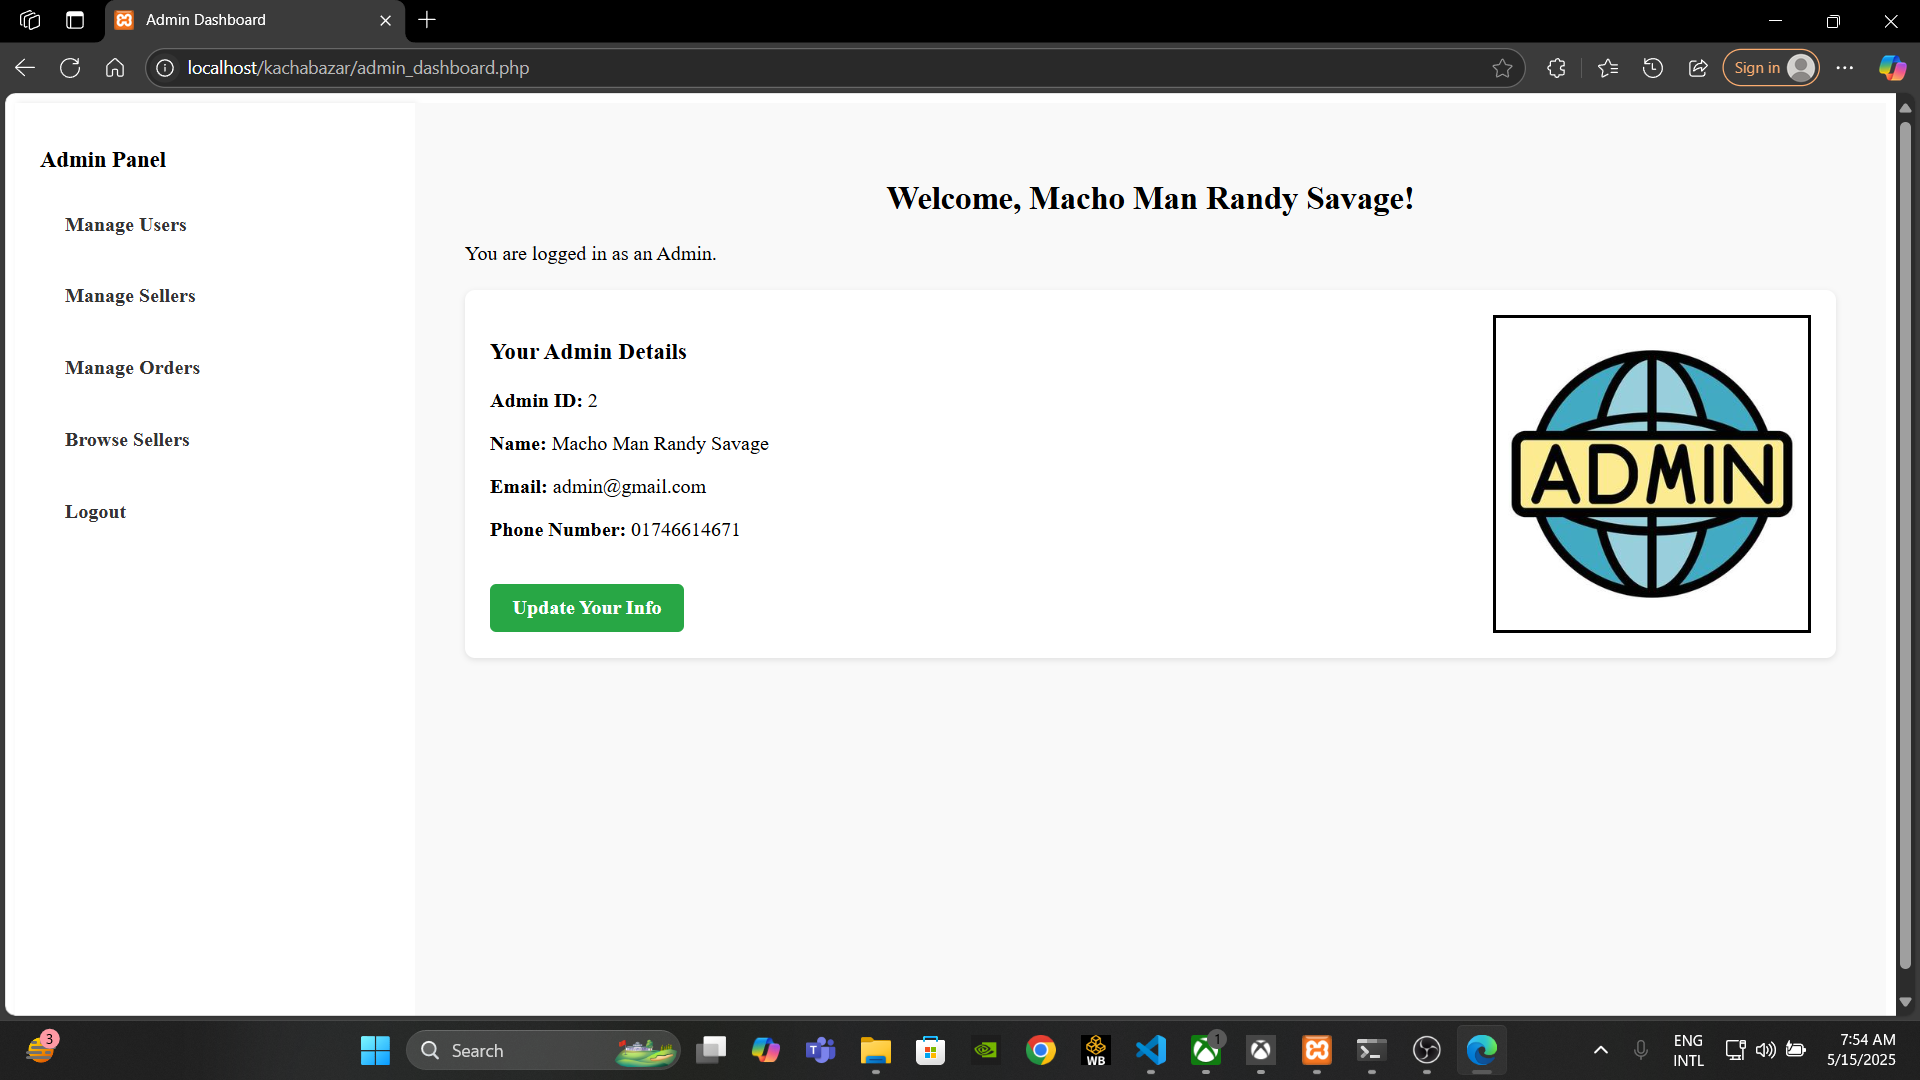 Admin Dashboard
localhost/kachabazar/admin_dashboard.php
Sign in
Admin Panel
Manage Users
Manage Sellers
Manage Orders
Browse Sellers
Logout
Welcome, Macho Man Randy Savage!
You are logged in as an Admin.
Your Admin Details
Admin ID: 2
Name: Macho Man Randy Savage
Email: admin@gmail.com
Phone Number: 01746614671
Update Your Info
ADMIN
3
Search
T
WB
1
ENG
INTL
7:54 AM
5/15/2025